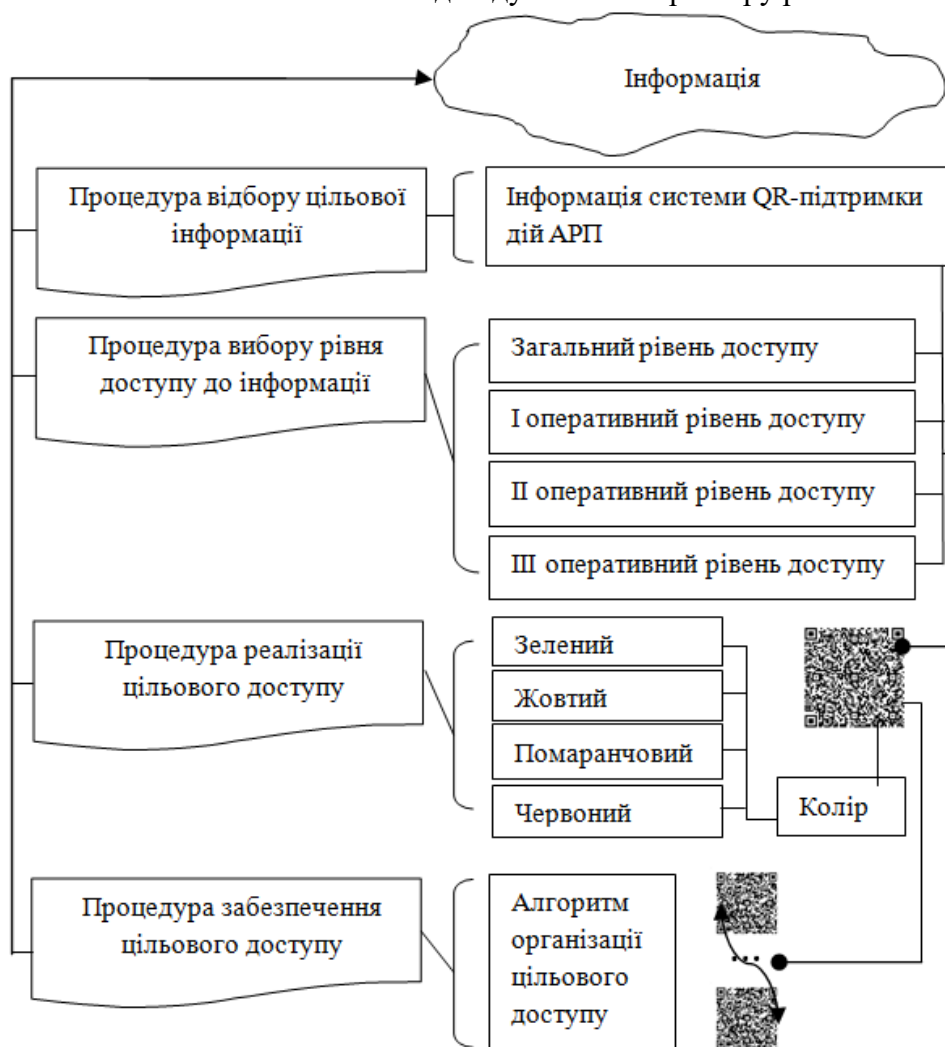 Інформація
Процедура відбору цільової
інформації
Інформація системи QR-підтримки
дій АРП
Процедура вибору рівня
доступу до інформації
Загальний рівень доступу
І оперативний рівень доступу
ІІ оперативний рівень доступу
ІІІ оперативний рівень доступу
Процедура реалізації
цільового доступу
Зелений
Жовтий
Помаранчовий
Червоний
Колір
Процедура забезпечення
цільового доступу
Алгоритм
організації
цільового
доступу
...